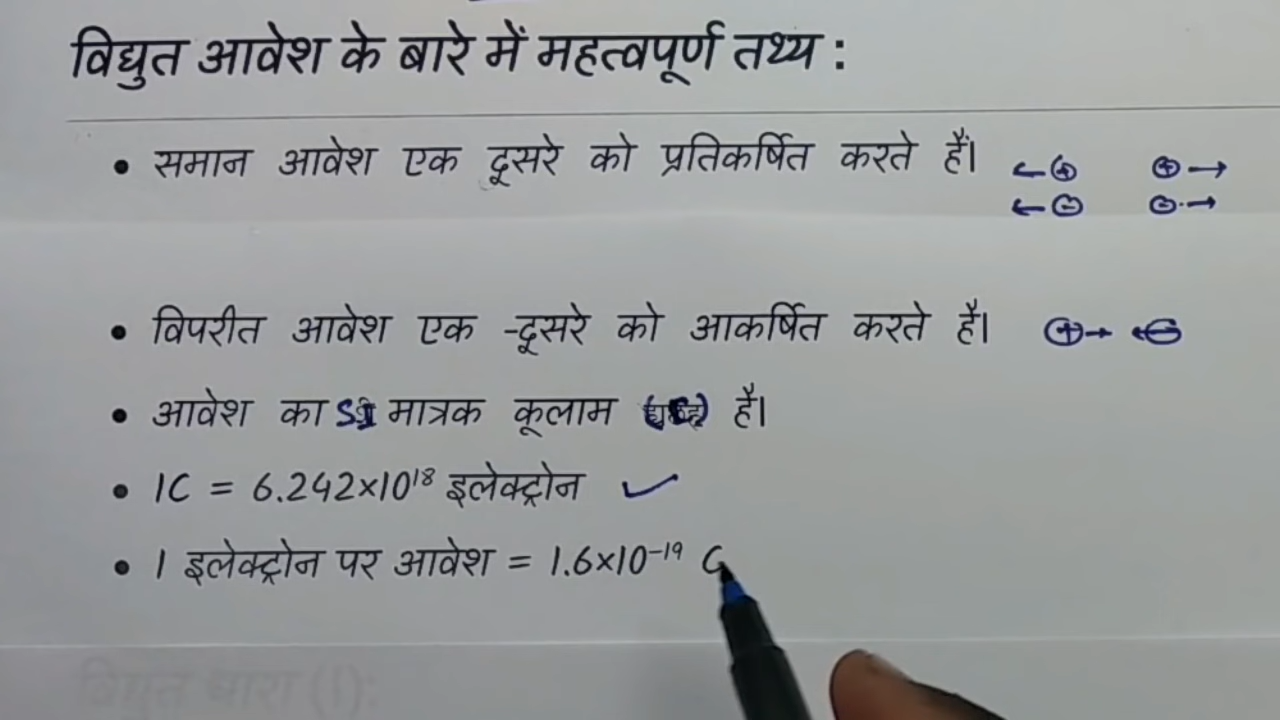 विद्युत आवेश के बारे में महत्वपूर्ण तथ्य :
• समान आवेश एक दूसरे को प्रतिकर्षित करते हैं।
• विपरीत आवेश एक -दूसरे को आकर्षित करते है।
• आवेश का SI मात्रक कूलाम (C) है।
• 1C = 6.242×10¹⁸ इलेक्ट्रोन ✓
• 1 इलेक्ट्रोन पर आवेश = 1.6×10⁻¹⁹ C
विद्युत धारा (I):